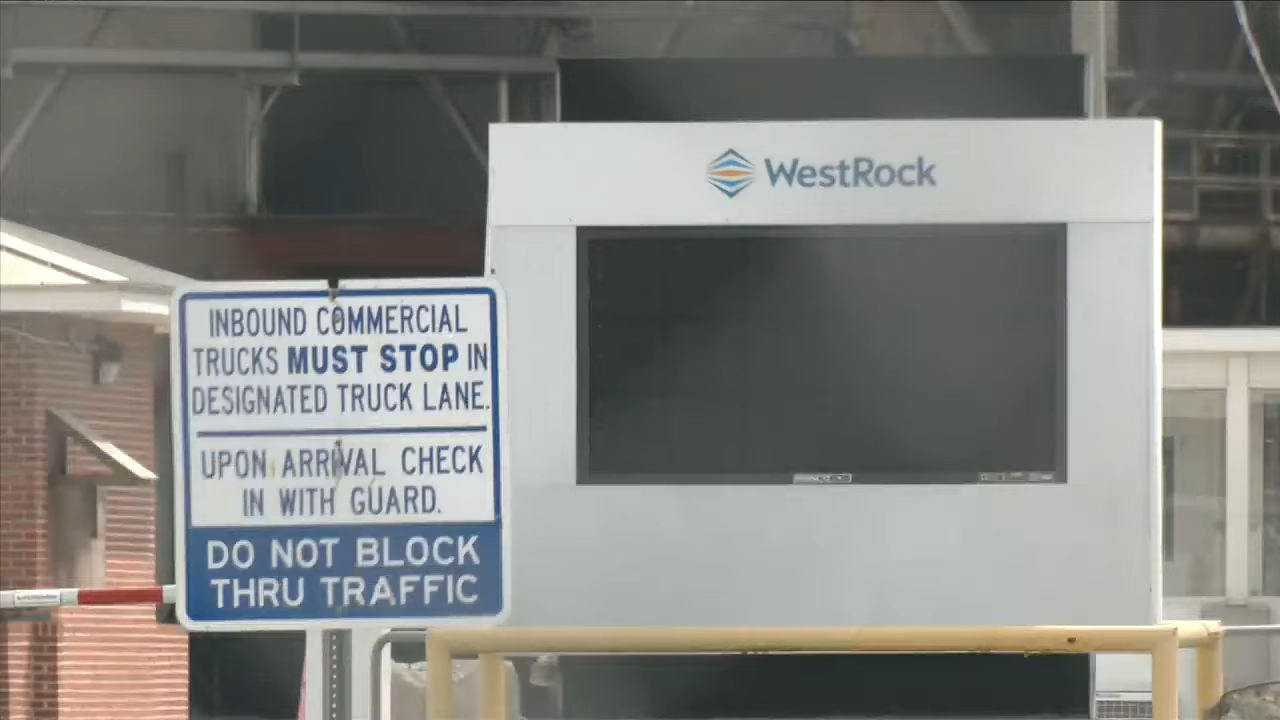 WestRock
INBOUND COMMERCIAL
TRUCKS MUST STOP IN
DESIGNATED TRUCK LANE.
UPON ARRIVAL CHECK
IN WITH GUARD.
DO NOT BLOCK
THRU TRAFFIC